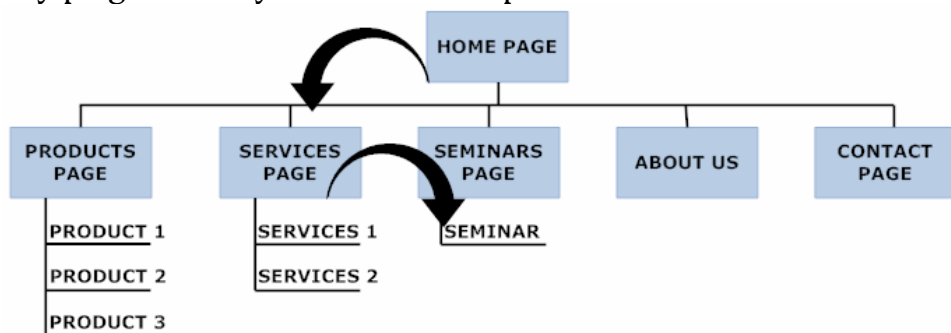 HOME PAGE
PRODUCTS
PAGE
SERVICES
PAGE
SEMINARS
PAGE
ABOUT US
CONTACT
PAGE
PRODUCT 1
SERVICES 1
SEMINAR
PRODUCT 2
SERVICES 2
PRODUCT 3